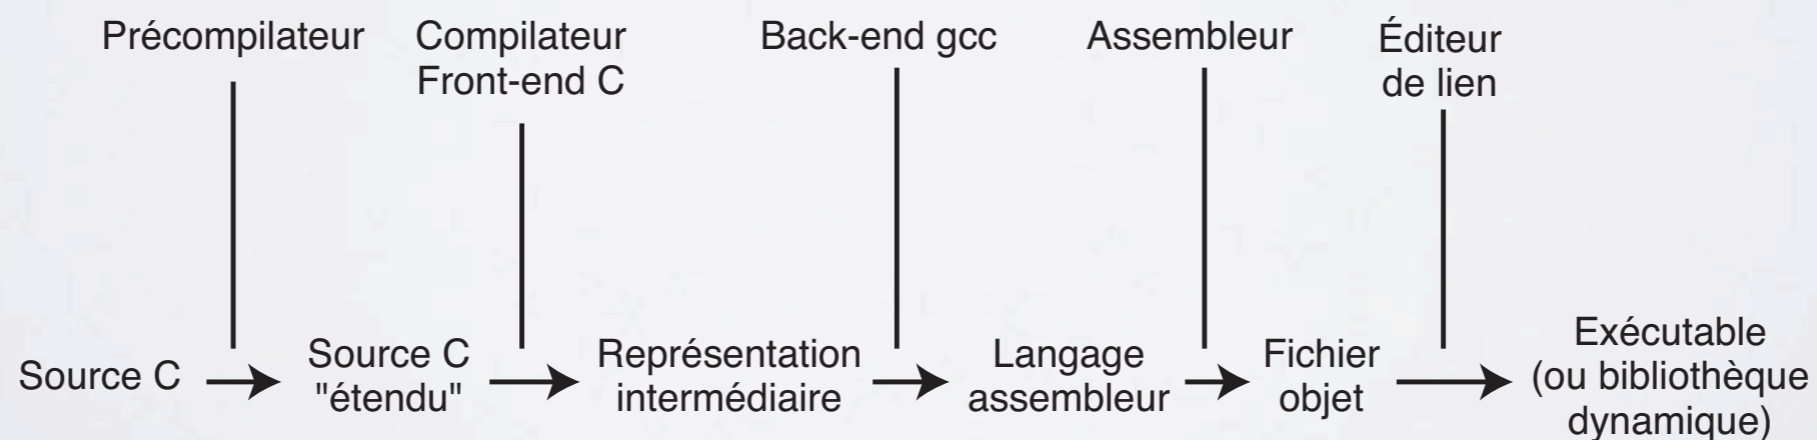 Précompilateur
Compilateur
Front-end C
Back-end gcc
Assembleur
Éditeur
de lien
Source C
Source C
"étendu"
Représentation
intermédiaire
Langage
assembleur
Fichier
objet
Exécutable
(ou bibliothèque
dynamique)